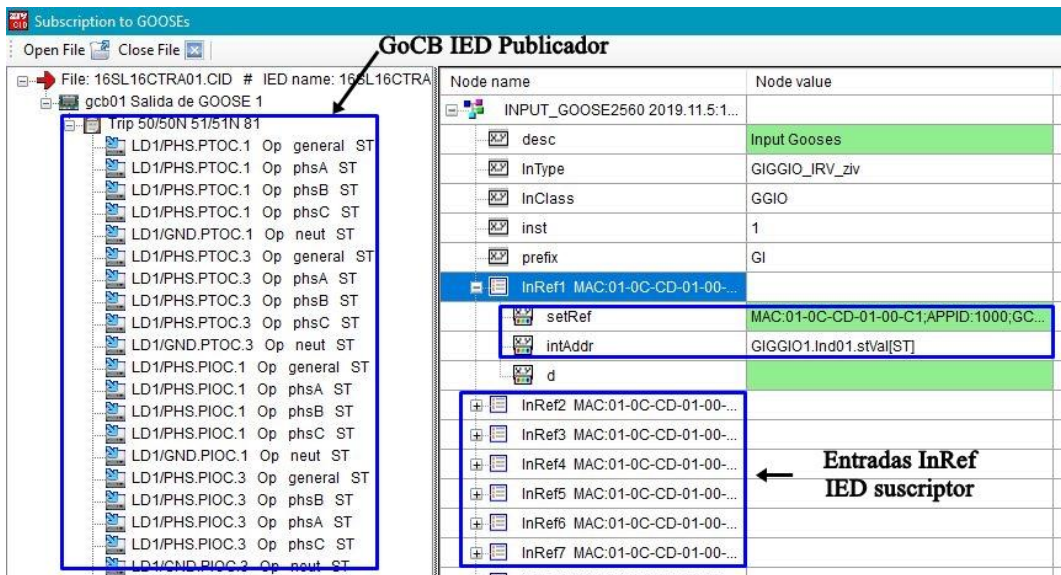 ZIV CID Subscription to GOOSEs
Open File Close File
GoCB IED Publicador
File: 16SL16CTRA01.CID # IED name: 16SL16CTRA
gcb01 Salida de GOOSE 1
Trip 50/50N 51/51N 81
LD1/PHS.PTOC.1 Op general ST
LD1/PHS.PTOC.1 Op phsA ST
LD1/PHS.PTOC.1 Op phsB ST
LD1/PHS.PTOC.1 Op phsC ST
LD1/GND.PTOC.1 Op neut ST
LD1/PHS.PTOC.3 Op general ST
LD1/PHS.PTOC.3 Op phsA ST
LD1/PHS.PTOC.3 Op phsB ST
LD1/PHS.PTOC.3 Op phsC ST
LD1/GND.PTOC.3 Op neut ST
LD1/PHS.PIOC.1 Op general ST
LD1/PHS.PIOC.1 Op phsA ST
LD1/PHS.PIOC.1 Op phsB ST
LD1/PHS.PIOC.1 Op phsC ST
LD1/GND.PIOC.1 Op neut ST
LD1/PHS.PIOC.3 Op general ST
LD1/PHS.PIOC.3 Op phsB ST
LD1/PHS.PIOC.3 Op phsA ST
LD1/PHS.PIOC.3 Op phsC ST
LD1/GND.PIOC.3 Op neut ST
Node name Node value
INPUT_GOOSE2560 2019.11.5:1...
desc Input Gooses
InType GIGGIO_IRV_ziv
InClass GGIO
inst 1
prefix GI
InRef1 MAC:01-0C-CD-01-00-...
setRef MAC:01-0C-CD-01-00-C1;APPID:1000;GC...
intAddr GIGGIO1.Ind01.stVal[ST]
d
InRef2 MAC:01-0C-CD-01-00-...
InRef3 MAC:01-0C-CD-01-00-...
InRef4 MAC:01-0C-CD-01-00-...
InRef5 MAC:01-0C-CD-01-00-...
InRef6 MAC:01-0C-CD-01-00-...
InRef7 MAC:01-0C-CD-01-00-...
Entradas InRef
IED suscriptor